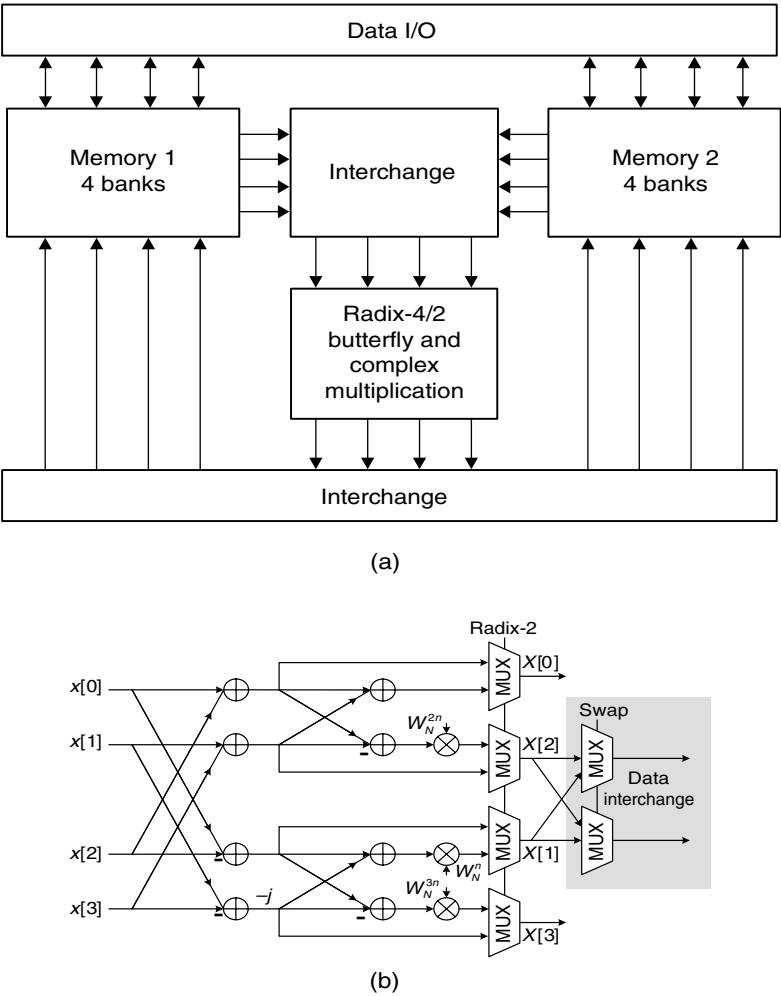 Data I/O
Memory 1
4 banks
Interchange
Memory 2
4 banks
Radix-4/2
butterfly and
complex
multiplication
Interchange
(a)
Radix-2
x[0]
MUX
X[0]
x[1]
W_N^{2n}
MUX
X[2]
Swap
MUX
Data
interchange
x[2]
MUX
X[1]
MUX
W_N^n
x[3]
–j
W_N^{3n}
MUX
X[3]
(b)